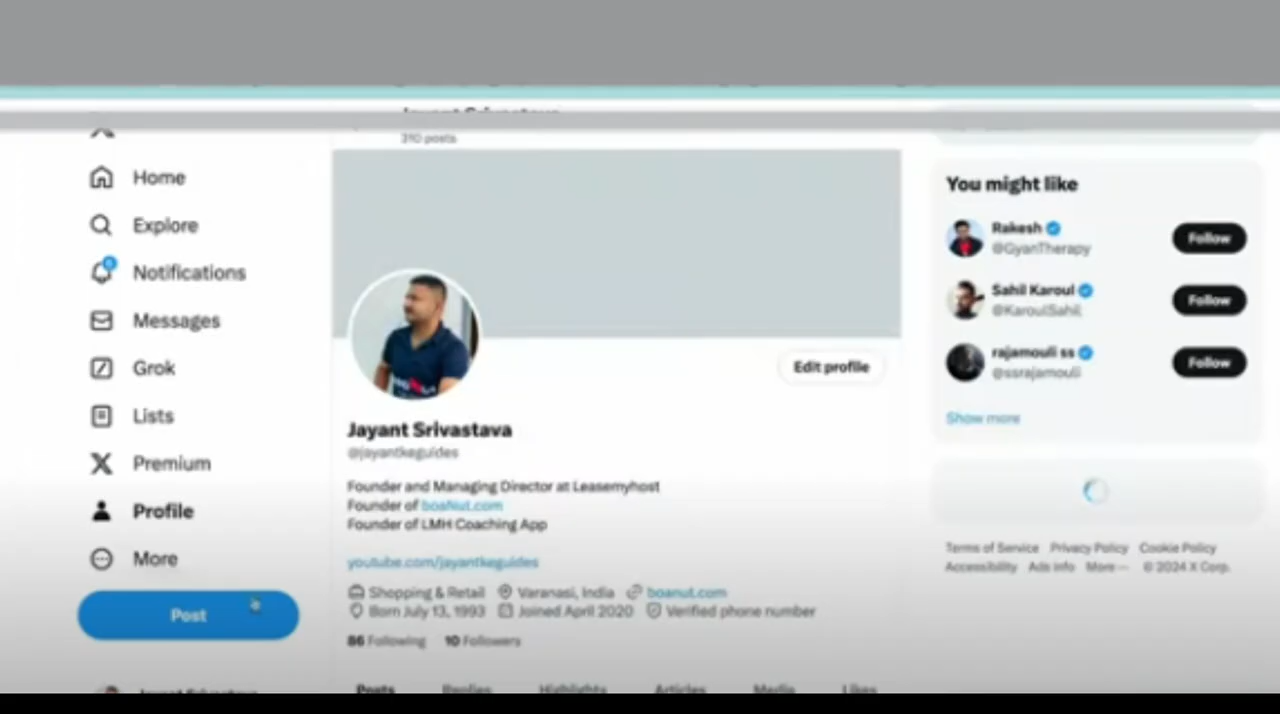 310 posts
Home
Explore
Notifications
Messages
Grok
Lists
Premium
Profile
More
Post
Edit profile
Jayant Srivastava
@jayantkeguides
Founder and Managing Director at Leasemyhost
Founder of boaNut.com
Founder of LMH Coaching App
youtube.com/jayantkeguides
Shopping & Retail Varanasi, India boanut.com
Born July 13, 1993 Joined April 2020 Verified phone number
86 Following 10 Followers
Posts Replies Highlights Articles Media Likes
You might like
Rakesh
@GyanTherapy
Follow
Sahil Karoul
@KaroulSahil
Follow
rajamouli ss
@ssrajamouli
Follow
Show more
Terms of Service Privacy Policy Cookie Policy
Accessibility Ads info More... © 2024 X Corp.